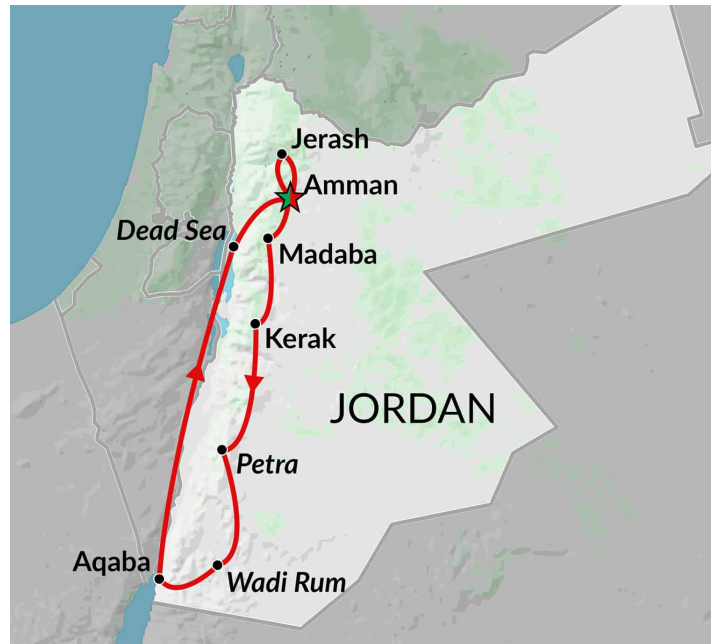 Jerash
Amman
Dead Sea
Madaba
Kerak
JORDAN
Petra
Aqaba
Wadi Rum